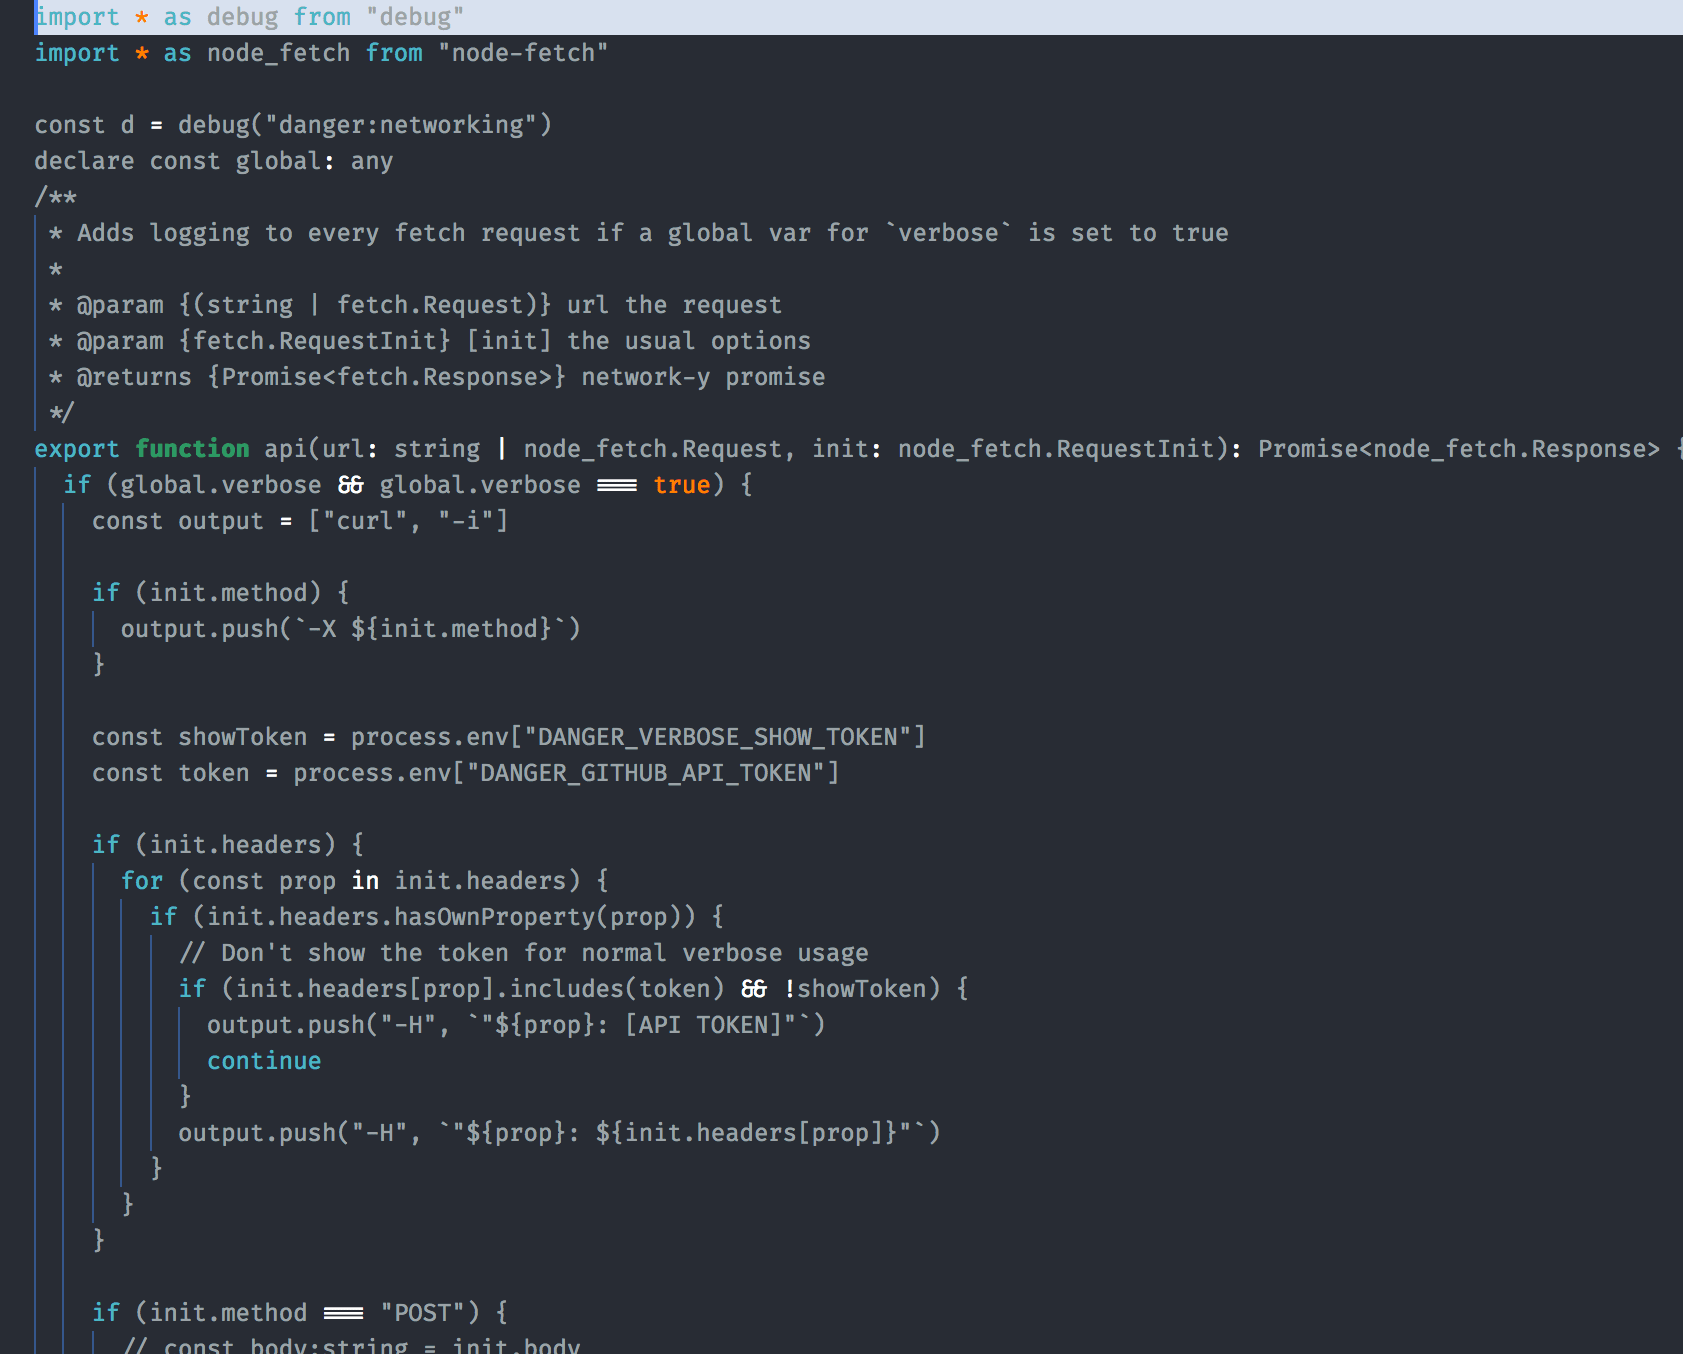 import * as debug from "debug"
import * as node_fetch from "node-fetch"
const d = debug("danger:networking")
declare const global: any
/**
* Adds logging to every fetch request if a global var for `verbose` is set to true
*
* @param {(string | fetch.Request)} url the request
* @param {fetch.RequestInit} [init] the usual options
* @returns {Promise<fetch.Response>} network-y promise
*/
export function api(url: string | node_fetch.Request, init: node_fetch.RequestInit): Promise<node_fetch.Response> {
if (global.verbose && global.verbose === true) {
const output = ["curl", "-i"]
if (init.method) {
output.push(`-X ${init.method}`)
}
const showToken = process.env["DANGER_VERBOSE_SHOW_TOKEN"]
const token = process.env["DANGER_GITHUB_API_TOKEN"]
if (init.headers) {
for (const prop in init.headers) {
if (init.headers.hasOwnProperty(prop)) {
// Don't show the token for normal verbose usage
if (init.headers[prop].includes(token) && !showToken) {
output.push("-H", `"${prop}: [API TOKEN]"`)
continue
}
output.push("-H", `"${prop}: ${init.headers[prop]}"`)
}
}
}
if (init.method === "POST") {
// const body:string = init.body